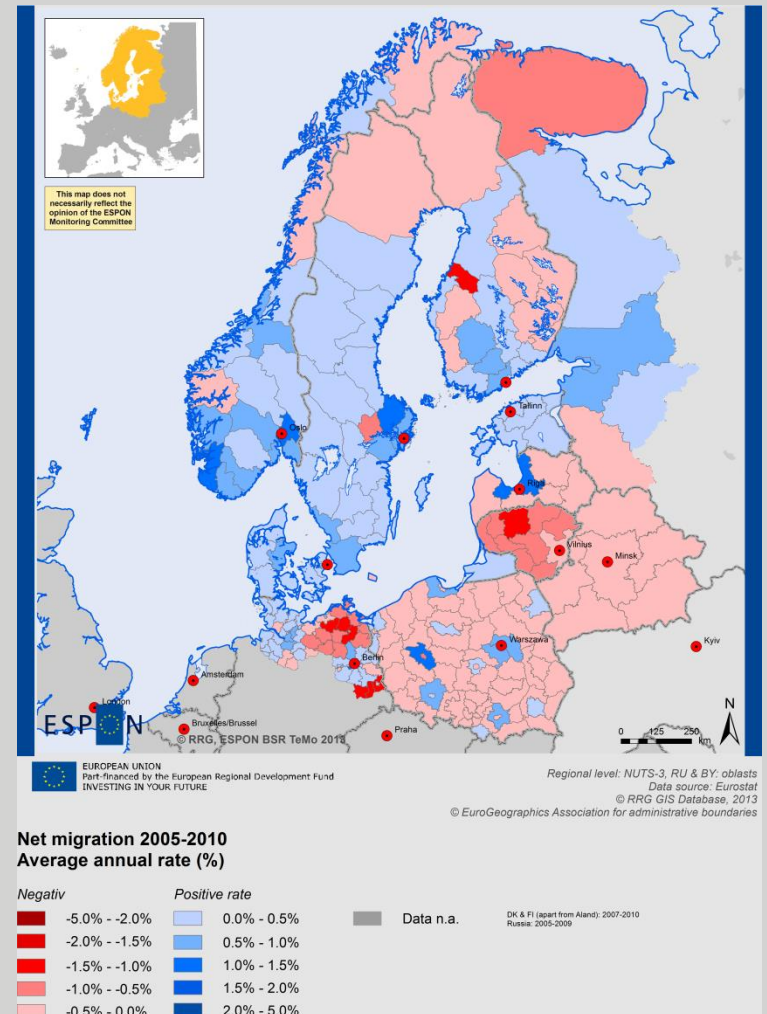 This map does not
necessarily reflect the
opinion of the ESPON
Monitoring Committee
Oslo
Tallinn
Riga
Vilnius
Minsk
Warszawa
Berlin
Kyiv
Amsterdam
London
Bruxelles/Brussel
Praha
ESPON
© RRG, ESPON BSR TeMo 2013
N
0 125 250
km
EUROPEAN UNION
Part-financed by the European Regional Development Fund
INVESTING IN YOUR FUTURE
Regional level: NUTS-3, RU & BY: oblasts
Data source: Eurostat
© RRG GIS Database, 2013
© EuroGeographics Association for administrative boundaries
Net migration 2005-2010
Average annual rate (%)
Negativ Positive rate
-5.0% - -2.0% 0.0% - 0.5% Data n.a. DK & FI (apart from Aland): 2007-2010
Russia: 2005-2009
-2.0% - -1.5% 0.5% - 1.0%
-1.5% - -1.0% 1.0% - 1.5%
-1.0% - -0.5% 1.5% - 2.0%
-0.5% - 0.0% 2.0% - 5.0%